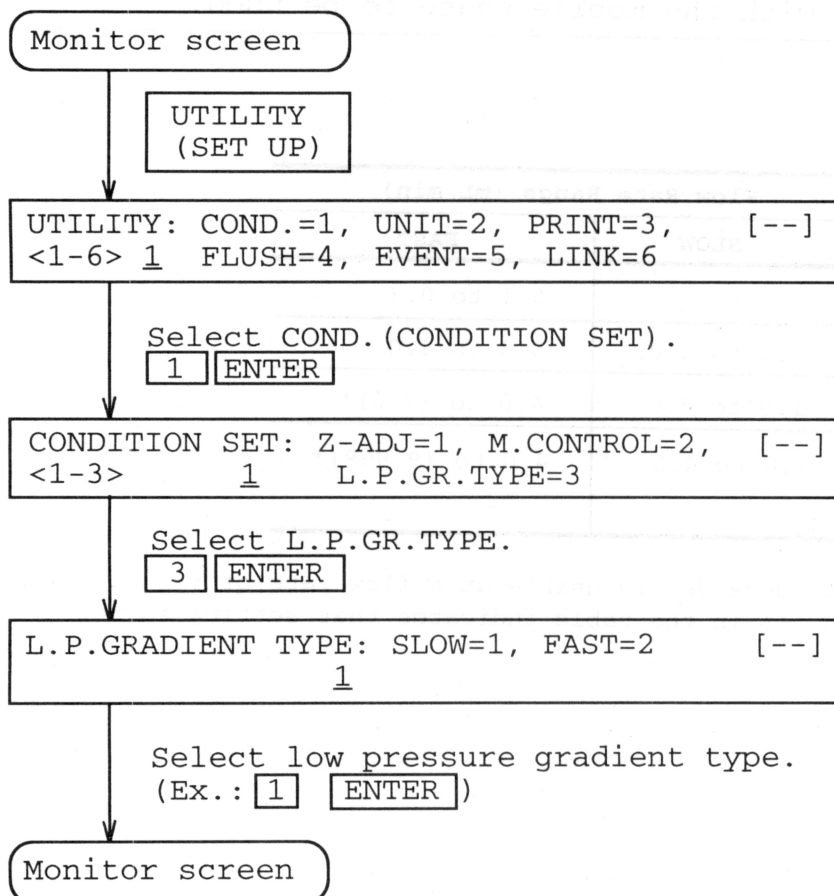 Monitor screen
UTILITY
(SET UP)
UTILITY: COND.=1, UNIT=2, PRINT=3, [--]
<1-6> 1 FLUSH=4, EVENT=5, LINK=6
Select COND.(CONDITION SET).
1 ENTER
CONDITION SET: Z-ADJ=1, M.CONTROL=2, [--]
<1-3> 1 L.P.GR.TYPE=3
Select L.P.GR.TYPE.
3 ENTER
L.P.GRADIENT TYPE: SLOW=1, FAST=2 [--]
1
Select low pressure gradient type.
(Ex.: 1 ENTER)
Monitor screen